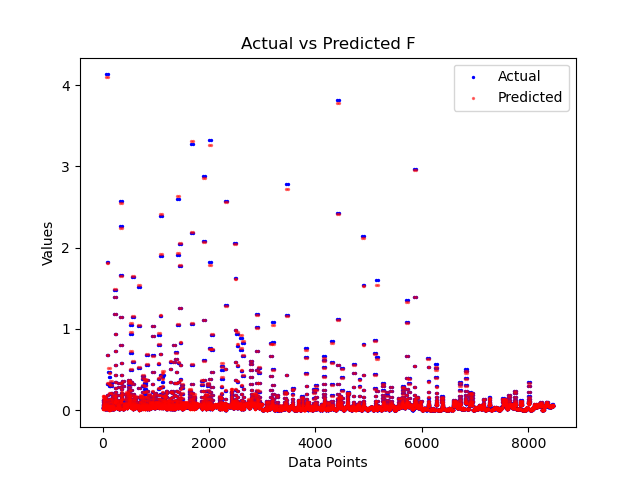 Actual vs Predicted F
Actual
Predicted
Values
4
3
2
1
0
0 2000 4000 6000 8000
Data Points